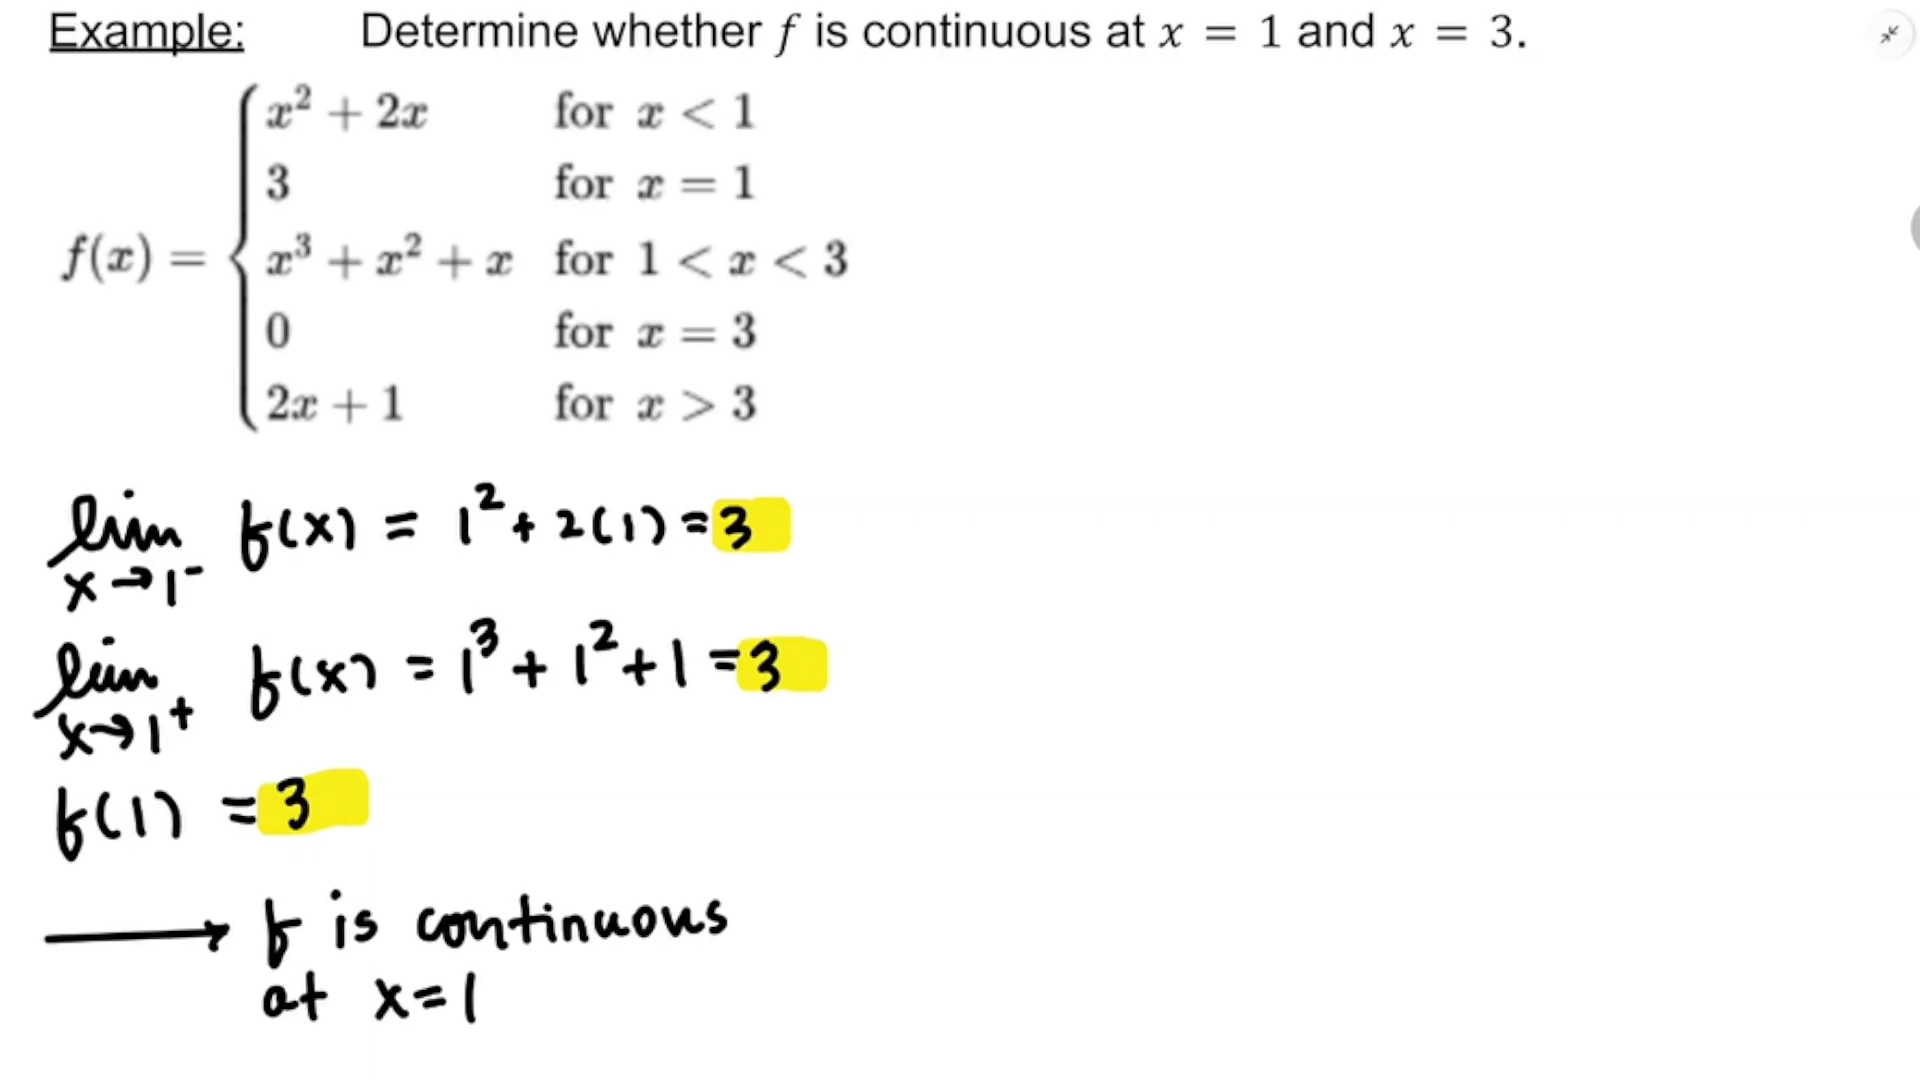 Example: Determine whether f is continuous at x = 1 and x = 3.
x² + 2x for x < 1
3 for x = 1
f(x) = { x³ + x² + x for 1 < x < 3
0 for x = 3
2x + 1 for x > 3
lim f(x) = 1² + 2(1) = 3
x→1⁻
lim f(x) = 1³ + 1² + 1 = 3
x→1⁺
f(1) = 3
→ f is continuous
at x = 1